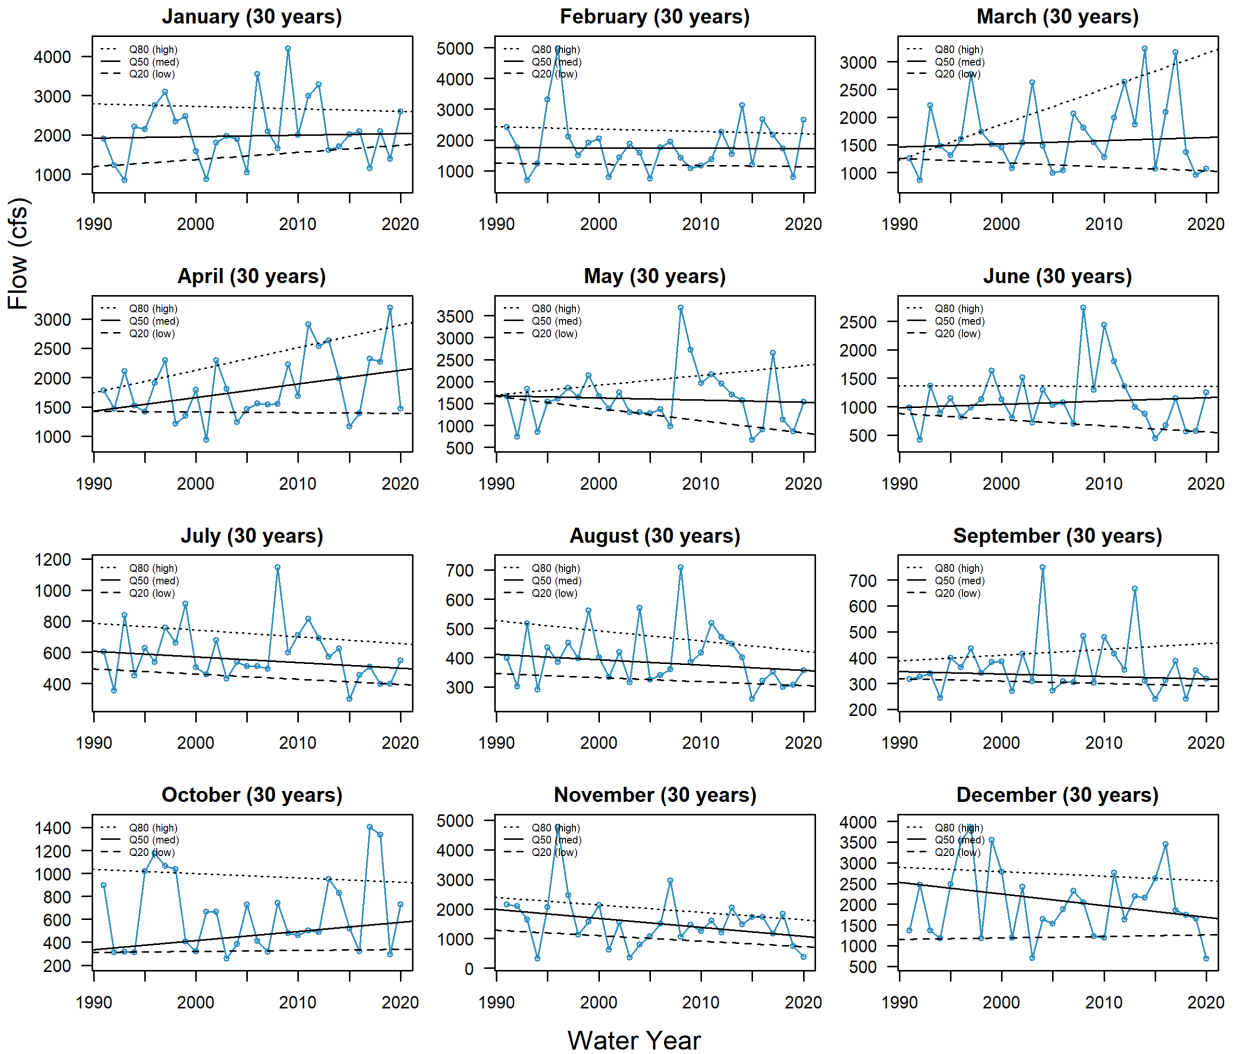 January (30 years)
Q80 (high)
Q50 (med)
Q20 (low)
4000
3000
2000
1000
1990
2000
2010
2020
February (30 years)
Q80 (high)
Q50 (med)
Q20 (low)
5000
4000
3000
2000
1000
1990
2000
2010
2020
March (30 years)
Q80 (high)
Q50 (med)
Q20 (low)
3000
2500
2000
1500
1000
1990
2000
2010
2020
Flow (cfs)
April (30 years)
Q80 (high)
Q50 (med)
Q20 (low)
3000
2500
2000
1500
1000
1990
2000
2010
2020
May (30 years)
Q80 (high)
Q50 (med)
Q20 (low)
3500
3000
2500
2000
1500
1000
500
1990
2000
2010
2020
June (30 years)
Q80 (high)
Q50 (med)
Q20 (low)
2500
2000
1500
1000
500
1990
2000
2010
2020
July (30 years)
Q80 (high)
Q50 (med)
Q20 (low)
1200
1000
800
600
400
1990
2000
2010
2020
August (30 years)
Q80 (high)
Q50 (med)
Q20 (low)
700
600
500
400
300
1990
2000
2010
2020
September (30 years)
Q80 (high)
Q50 (med)
Q20 (low)
700
600
500
400
300
200
1990
2000
2010
2020
October (30 years)
Q80 (high)
Q50 (med)
Q20 (low)
1400
1200
1000
800
600
400
200
1990
2000
2010
2020
November (30 years)
Q80 (high)
Q50 (med)
Q20 (low)
5000
4000
3000
2000
1000
0
1990
2000
2010
2020
December (30 years)
Q80 (high)
Q50 (med)
Q20 (low)
4000
3500
3000
2500
2000
1500
1000
500
1990
2000
2010
2020
Water Year